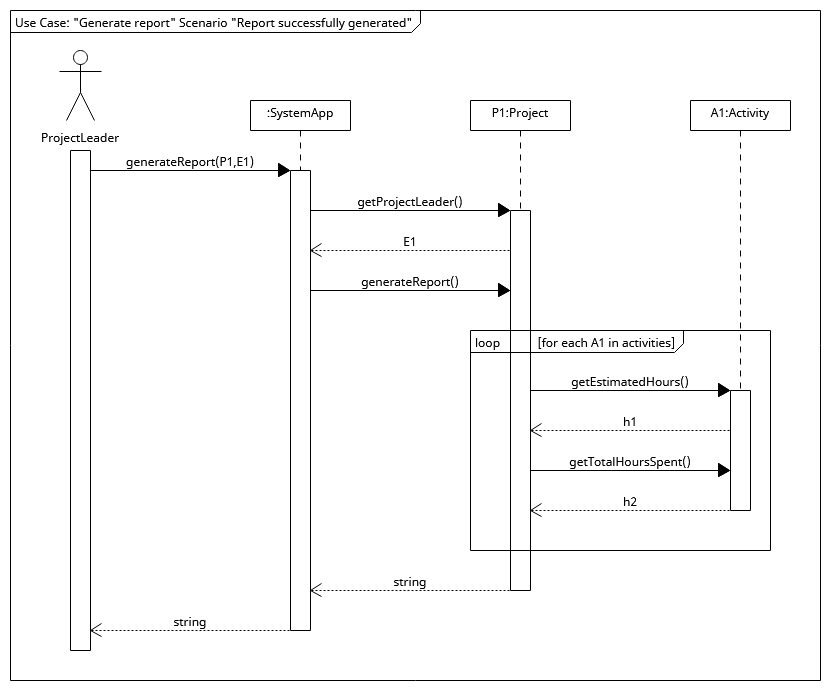 Use Case: "Generate report" Scenario "Report successfully generated"
ProjectLeader
:SystemApp
P1:Project
A1:Activity
generateReport(P1,E1)
getProjectLeader()
E1
generateReport()
loop [for each A1 in activities]
getEstimatedHours()
h1
getTotalHoursSpent()
h2
string
string